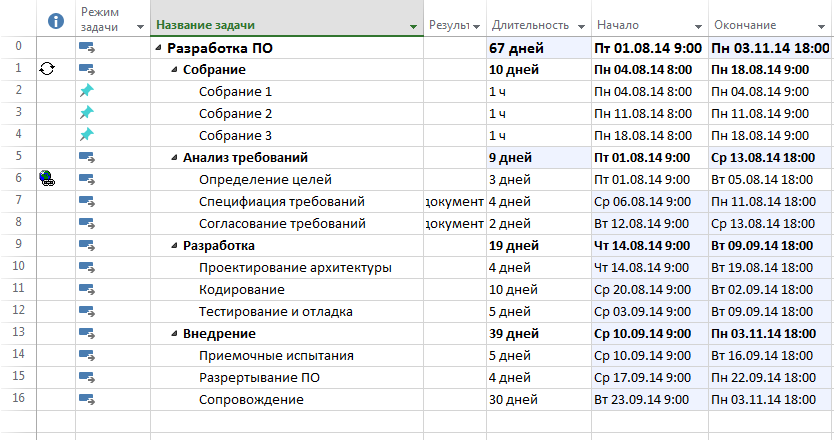 Режим задачи Название задачи Результ Длительность Начало Окончание
0 Разработка ПО 67 дней Пт 01.08.14 9:00 Пн 03.11.14 18:00
1 Собрание 10 дней Пн 04.08.14 8:00 Пн 18.08.14 9:00
2 Собрание 1 1 ч Пн 04.08.14 8:00 Пн 04.08.14 9:00
3 Собрание 2 1 ч Пн 11.08.14 8:00 Пн 11.08.14 9:00
4 Собрание 3 1 ч Пн 18.08.14 8:00 Пн 18.08.14 9:00
5 Анализ требований 9 дней Пт 01.08.14 9:00 Ср 13.08.14 18:00
6 Определение целей 3 дней Пт 01.08.14 9:00 Вт 05.08.14 18:00
7 Специфиация требований документ 4 дней Ср 06.08.14 9:00 Пн 11.08.14 18:00
8 Согласование требований документ 2 дней Вт 12.08.14 9:00 Ср 13.08.14 18:00
9 Разработка 19 дней Чт 14.08.14 9:00 Вт 09.09.14 18:00
10 Проектирование архитектуры 4 дней Чт 14.08.14 9:00 Вт 19.08.14 18:00
11 Кодирование 10 дней Ср 20.08.14 9:00 Вт 02.09.14 18:00
12 Тестирование и отладка 5 дней Ср 03.09.14 9:00 Вт 09.09.14 18:00
13 Внедрение 39 дней Ср 10.09.14 9:00 Пн 03.11.14 18:00
14 Приемочные испытания 5 дней Ср 10.09.14 9:00 Вт 16.09.14 18:00
15 Разрертывание ПО 4 дней Ср 17.09.14 9:00 Пн 22.09.14 18:00
16 Сопровождение 30 дней Вт 23.09.14 9:00 Пн 03.11.14 18:00